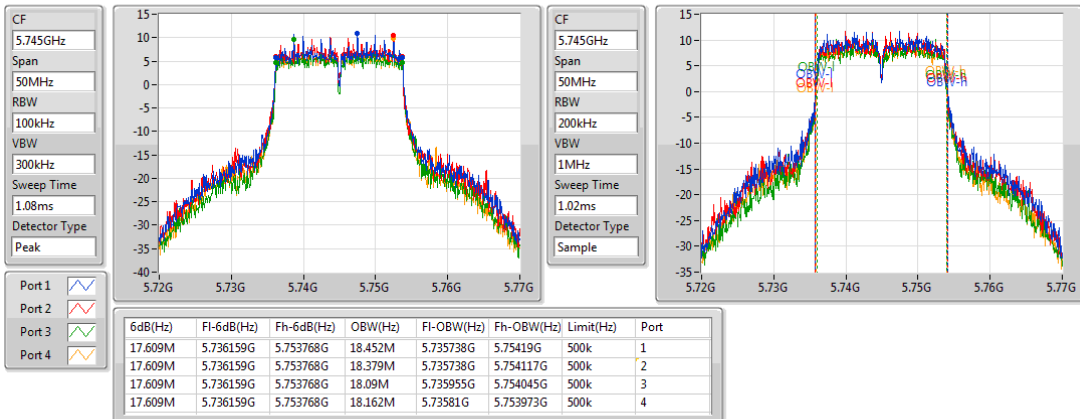 CF
5.745GHz
Span
50MHz
RBW
100kHz
VBW
300kHz
Sweep Time
1.08ms
Detector Type
Peak
15
10
5
0
-5
-10
-15
-20
-25
-30
-35
-40
5.72G 5.73G 5.74G 5.75G 5.76G 5.77G
CF
5.745GHz
Span
50MHz
RBW
200kHz
VBW
1MHz
Sweep Time
1.02ms
Detector Type
Sample
15
10
5
0
-5
-10
-15
-20
-25
-30
-35
OBW-l OBW-h
OBW-l OBW-h
OBW-l OBW-h
5.72G 5.73G 5.74G 5.75G 5.76G 5.77G
Port 1
Port 2
Port 3
Port 4
6dB(Hz) Fl-6dB(Hz) Fh-6dB(Hz) OBW(Hz) Fl-OBW(Hz) Fh-OBW(Hz) Limit(Hz) Port
17.609M 5.736159G 5.753768G 18.452M 5.735738G 5.75419G 500k 1
17.609M 5.736159G 5.753768G 18.379M 5.735738G 5.754117G 500k 2
17.609M 5.736159G 5.753768G 18.09M 5.735955G 5.754045G 500k 3
17.609M 5.736159G 5.753768G 18.162M 5.73581G 5.753973G 500k 4